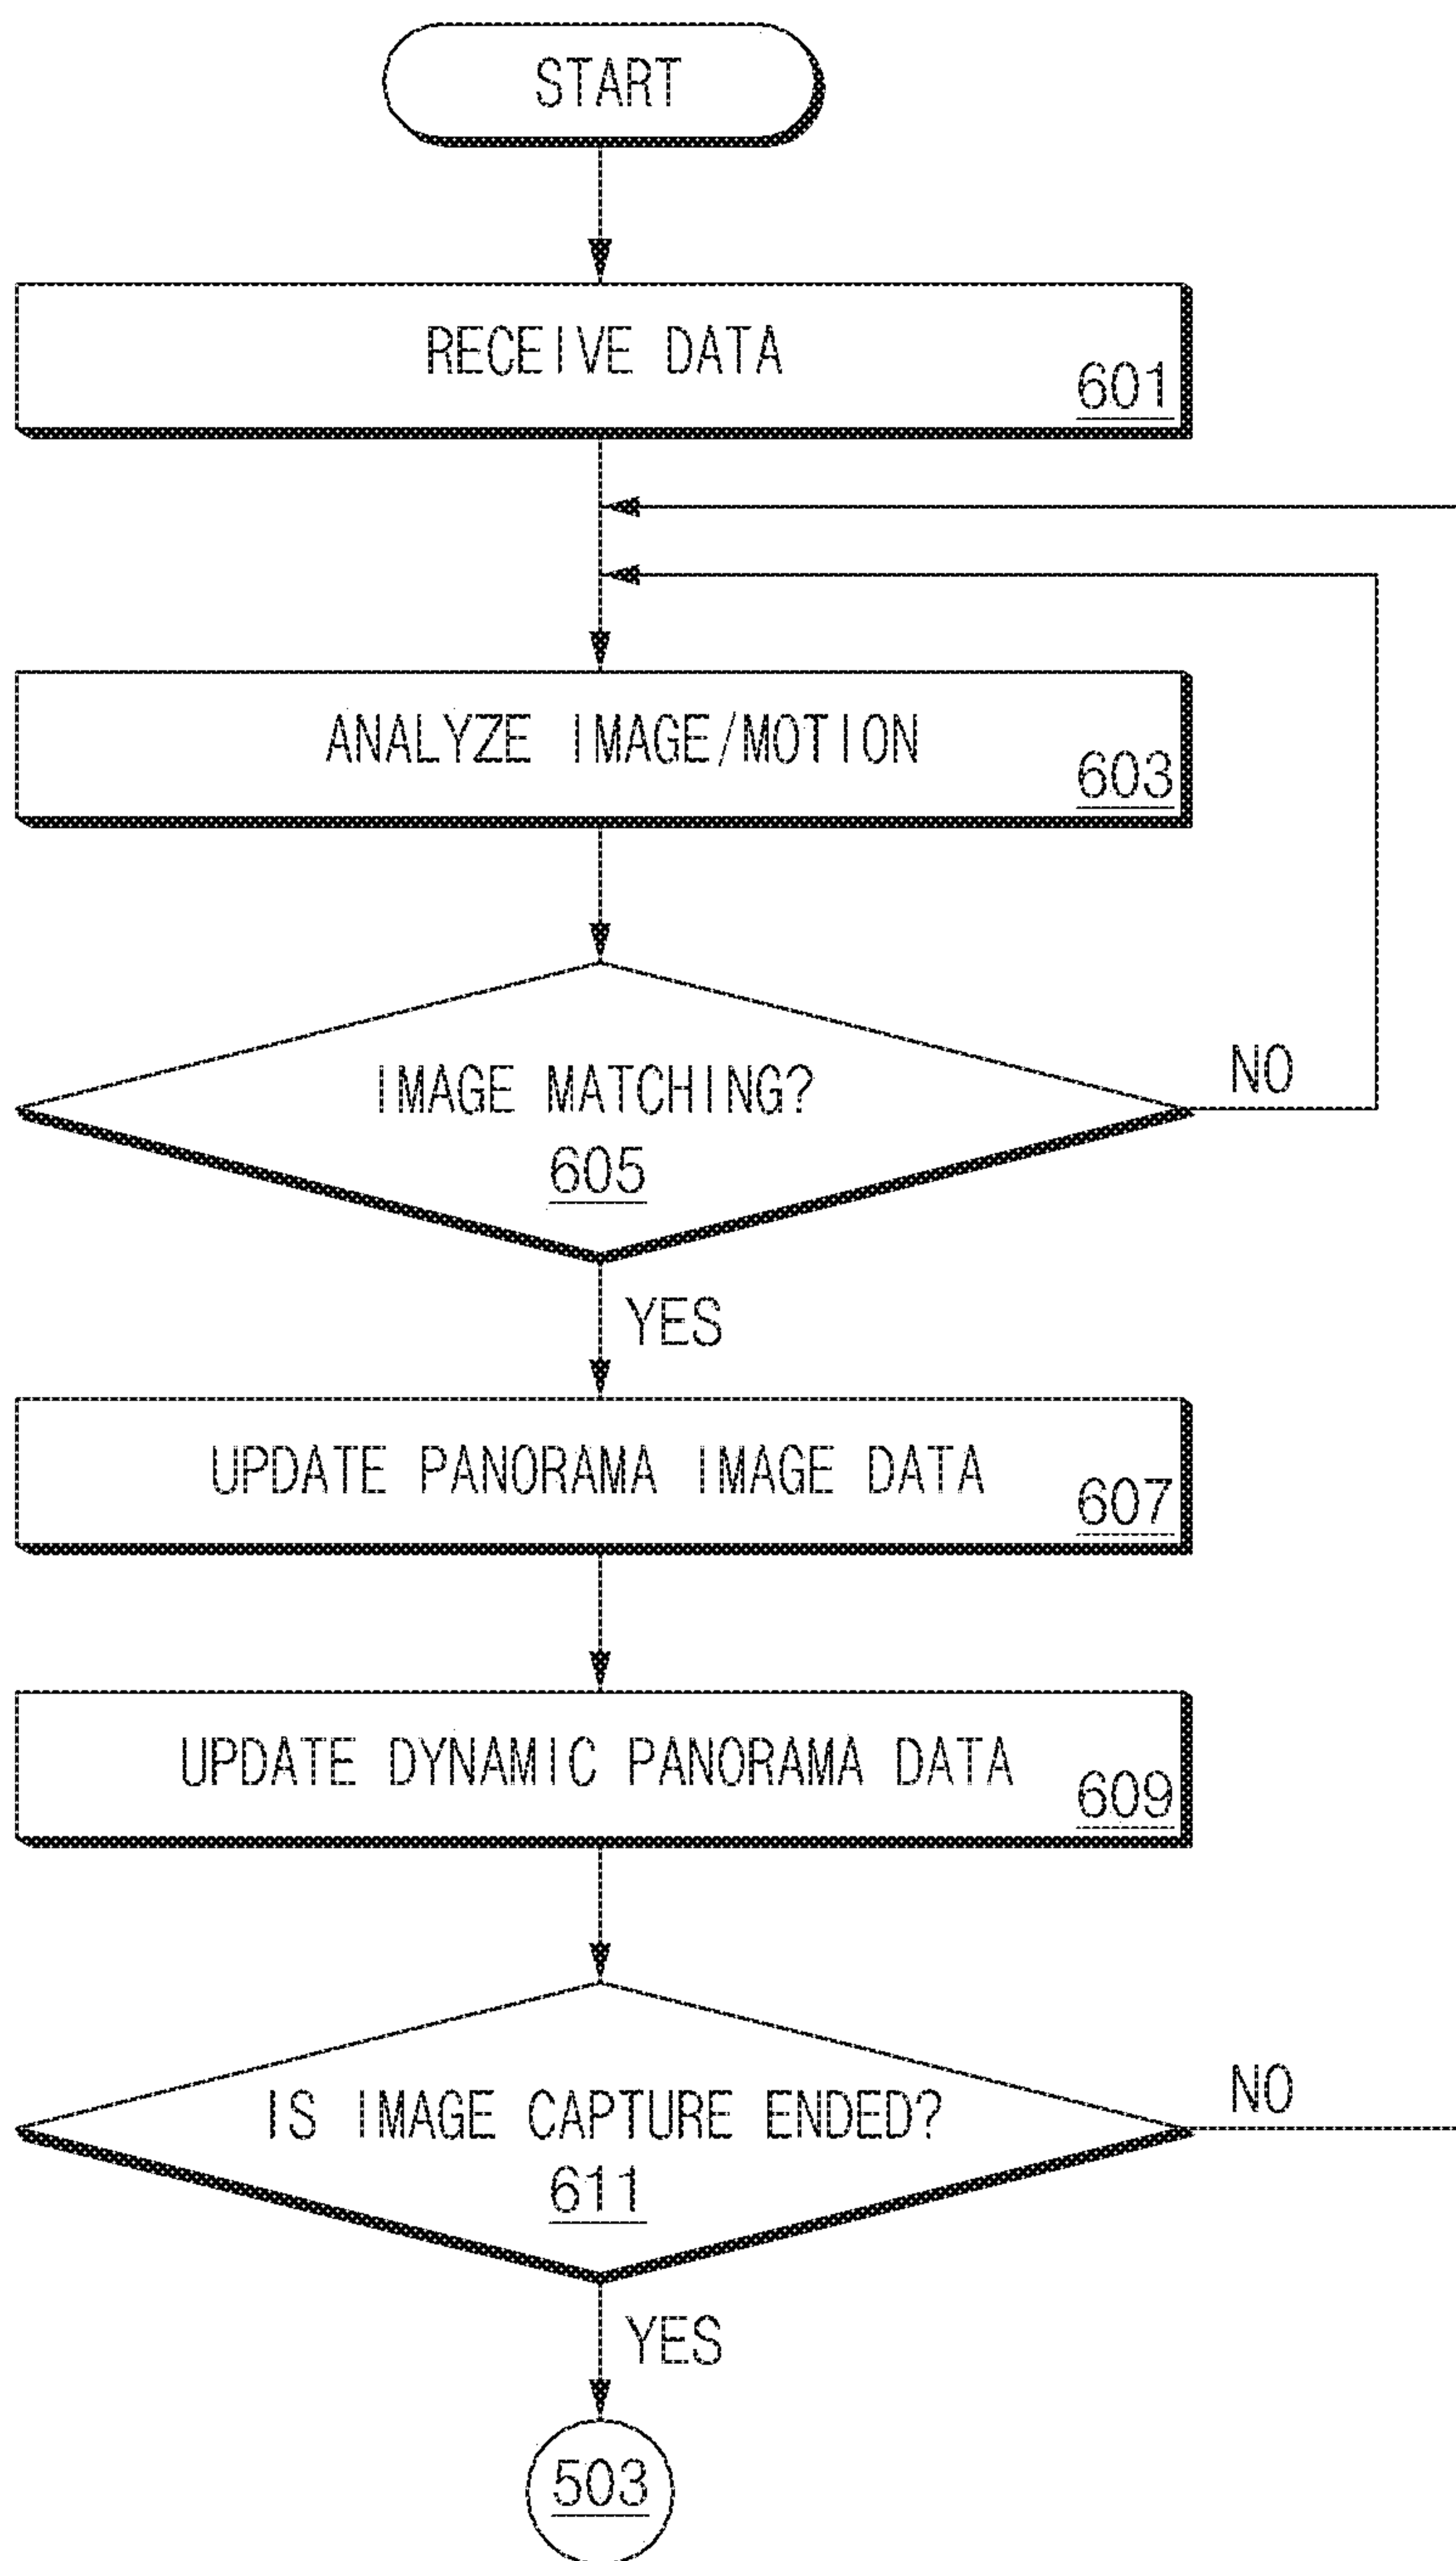 START
RECEIVE DATA
601
ANALYZE IMAGE/MOTION
603
IMAGE MATCHING?
605
NO
YES
UPDATE PANORAMA IMAGE DATA
607
UPDATE DYNAMIC PANORAMA DATA
609
IS IMAGE CAPTURE ENDED?
611
NO
YES
503